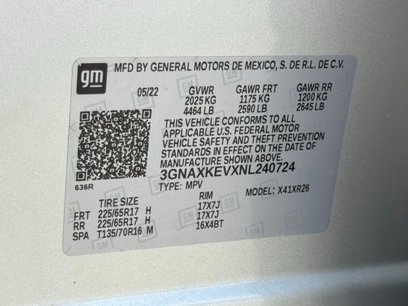 gm MFD BY GENERAL MOTORS DE MEXICO, S. DE R.L. DE C.V.
05/22 GVWR GAWR FRT GAWR RR
2025 KG 1175 KG 1200 KG
4464 LB 2590 LB 2645 LB
THIS VEHICLE CONFORMS TO ALL
APPLICABLE U.S. FEDERAL MOTOR
VEHICLE SAFETY AND THEFT PREVENTION
STANDARDS IN EFFECT ON THE DATE
OF MANUFACTURE SHOWN ABOVE.
3GNAXKEVXNL240724
636R TYPE: MPV MODEL: X41XR26
TIRE SIZE RIM
FRT 225/65R17 H 17X7J
RR 225/65R17 H 17X7J
SPA T135/70R16 M 16X4BT